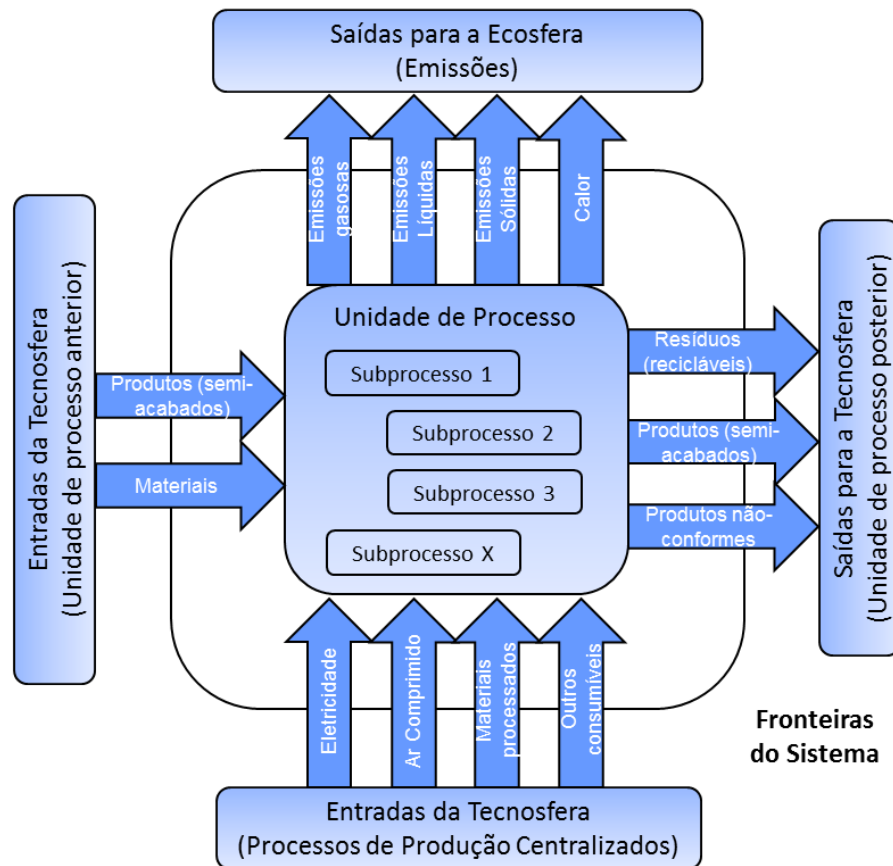 Saídas para a Ecosfera
(Emissões)
Emissões
gasosas
Emissões
Líquidas
Emissões
Sólidas
Calor
Entradas da Tecnosfera
(Unidade de processo anterior)
Produtos (semi-
acabados)
Materiais
Unidade de Processo
Subprocesso 1
Subprocesso 2
Subprocesso 3
Subprocesso X
Resíduos
(recicláveis)
Produtos (semi-
acabados)
Produtos não-
conformes
Saídas para a Tecnosfera
(Unidade de processo posterior)
Eletricidade
Ar Comprimido
Materiais
processados
Outros
consumíveis
Fronteiras
do Sistema
Entradas da Tecnosfera
(Processos de Produção Centralizados)